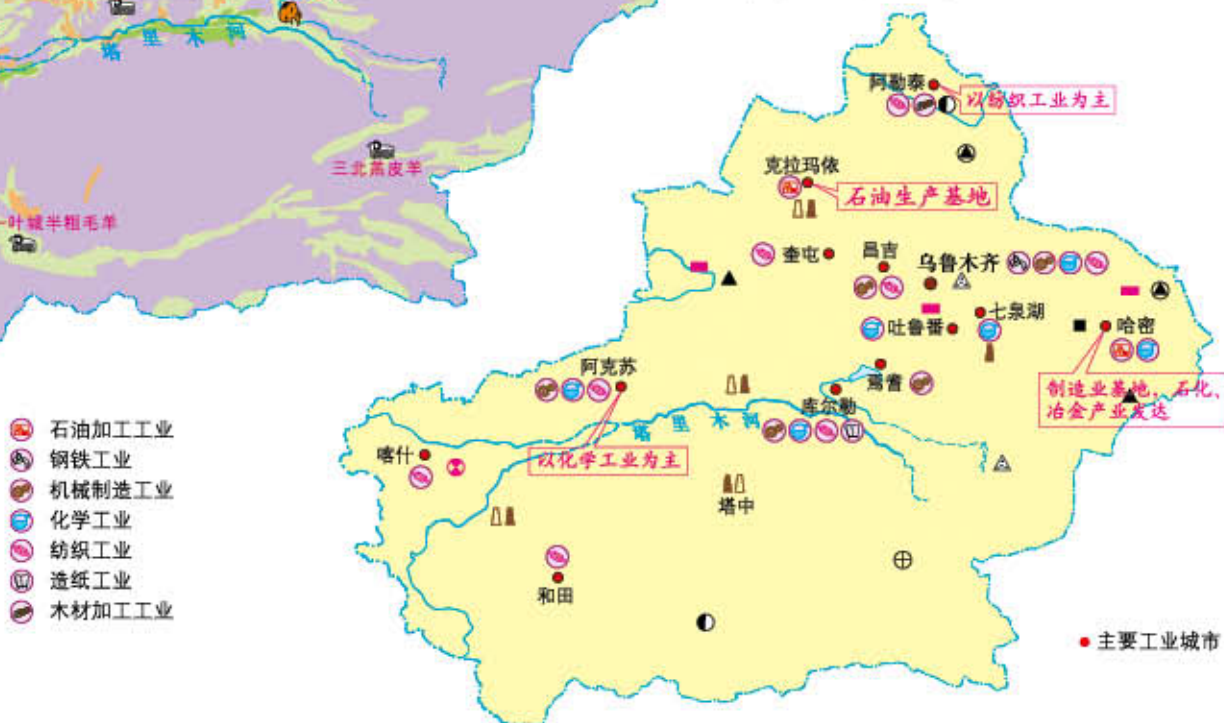 塔里木河
三北羔皮羊
叶城半粗毛羊
阿勒泰
以纺织工业为主
克拉玛依
石油生产基地
奎屯
昌吉
乌鲁木齐
七泉湖
吐鲁番
哈密
制造业基地，石化、
冶金产业发达
焉耆
阿克苏
库尔勒
塔里木河
以化学工业为主
喀什
塔中
和田
石油加工工业
钢铁工业
机械制造工业
化学工业
纺织工业
造纸工业
木材加工工业
主要工业城市